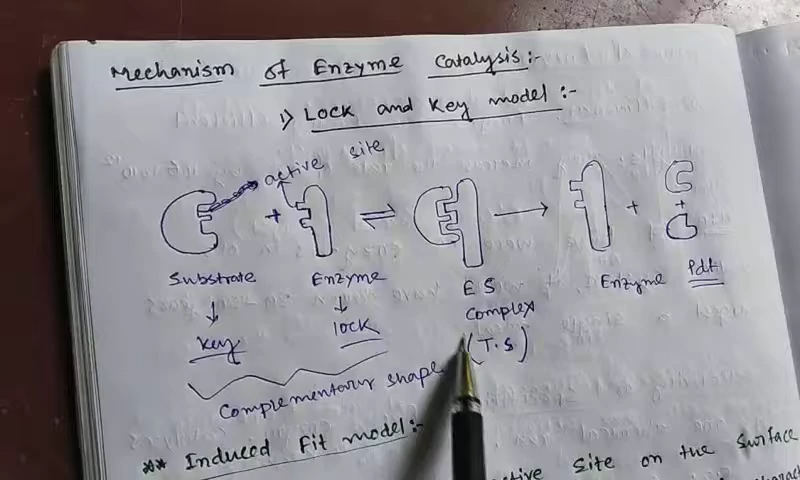 Mechanism of Enzyme Catalysis:-
1) Lock and Key model:-
active site
+ ⇌ → + +
Substrate Enzyme E S Enzyme Pdt
↓ ↓ Complex
Key lock (T.S)
Complementary shape
** Induced Fit model:-
active site on the surface